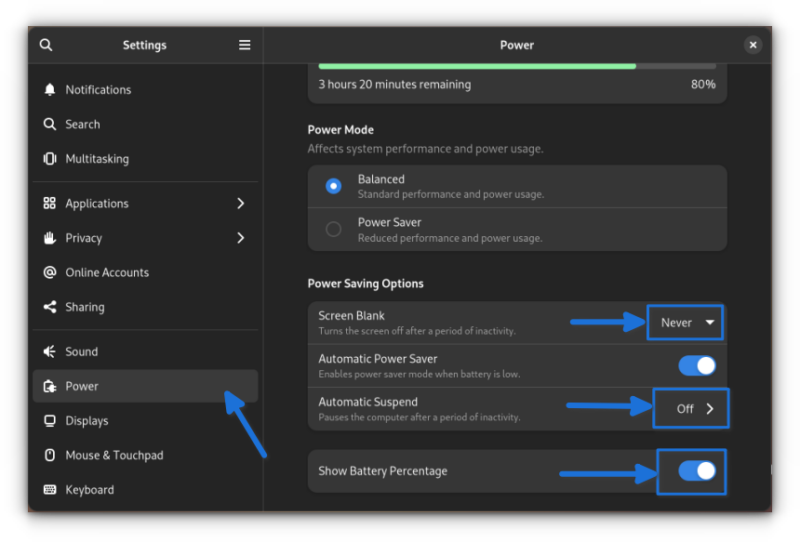 Settings
Power
Notifications
Search
Multitasking
Applications
Privacy
Online Accounts
Sharing
Sound
Power
Displays
Mouse & Touchpad
Keyboard
3 hours 20 minutes remaining 80%
Power Mode
Affects system performance and power usage.
Balanced
Standard performance and power usage.
Power Saver
Reduced performance and power usage.
Power Saving Options
Screen Blank
Turns the screen off after a period of inactivity.
Never
Automatic Power Saver
Enables power saver mode when battery is low.
Automatic Suspend
Pauses the computer after a period of inactivity.
Off
Show Battery Percentage